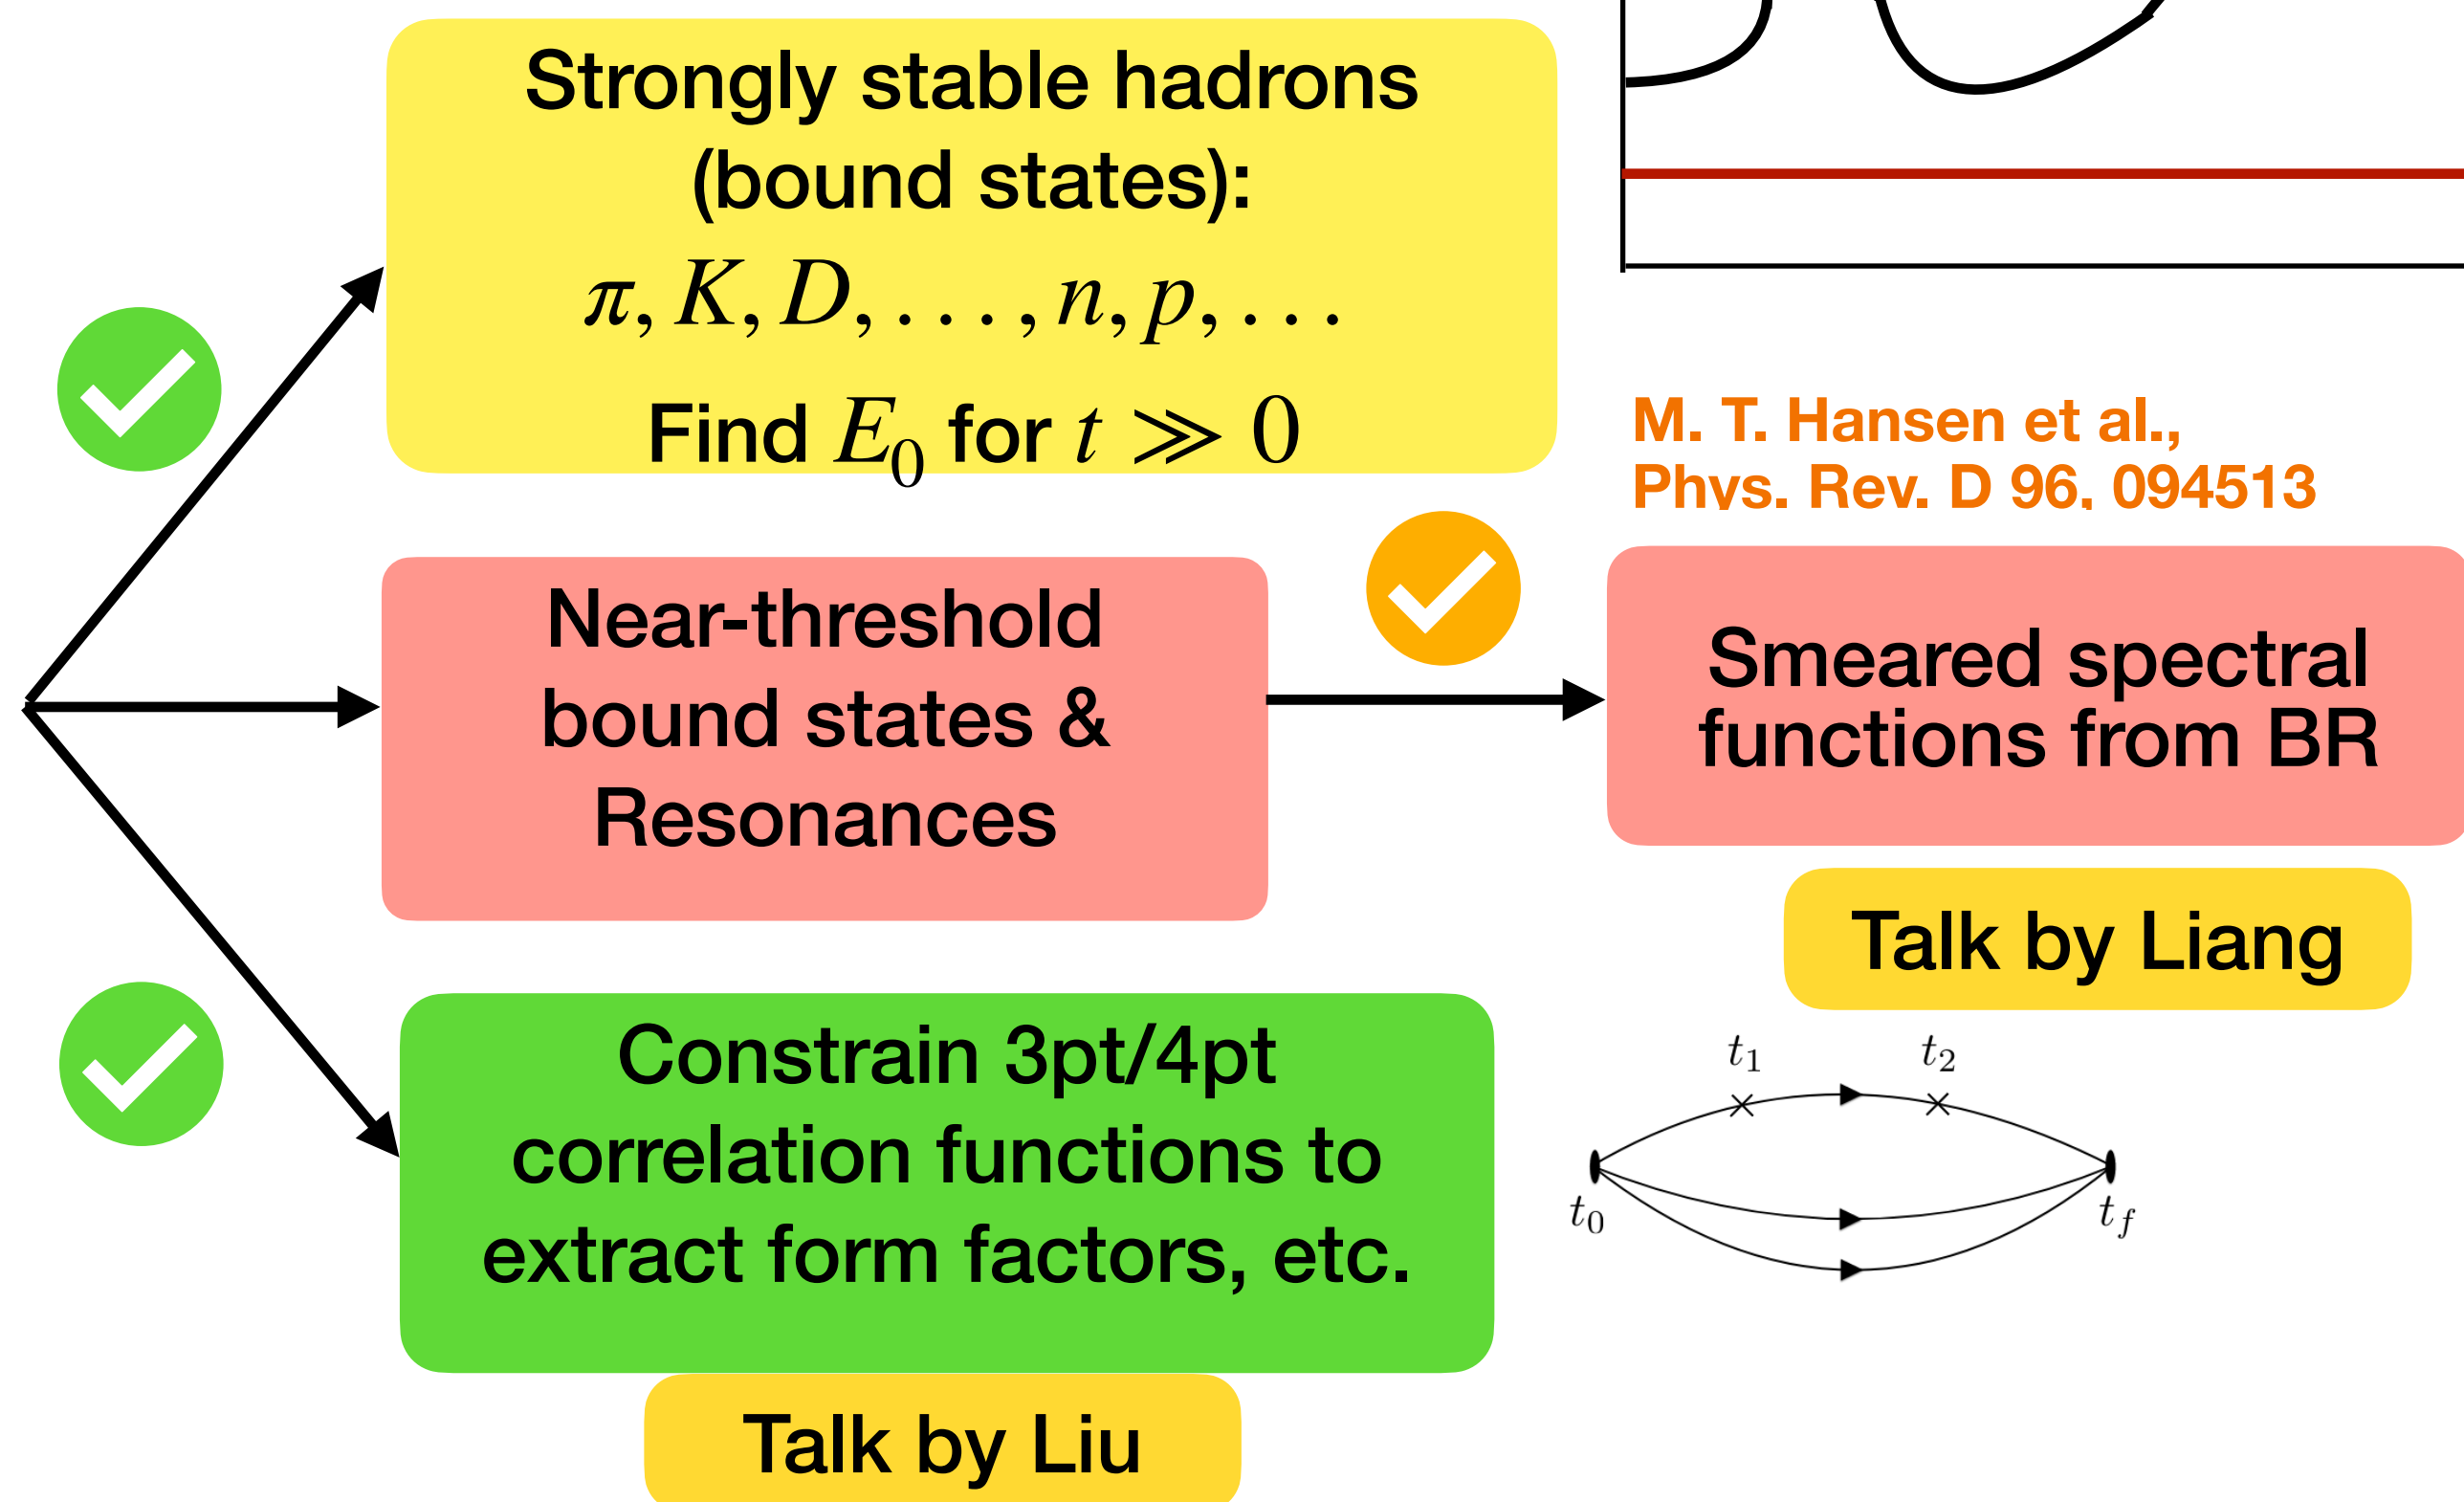 Strongly stable hadrons
(bound states):
π, K, D, . . . , n, p, . . .
Find E₀ for t ≫ 0
M. T. Hansen et al.,
Phys. Rev. D 96, 094513
Near-threshold
bound states &
Resonances
Smeared spectral
functions from BR
Talk by Liang
Constrain 3pt/4pt
correlation functions to
extract form factors, etc.
t₁ t₂
t₀ t_f
Talk by Liu